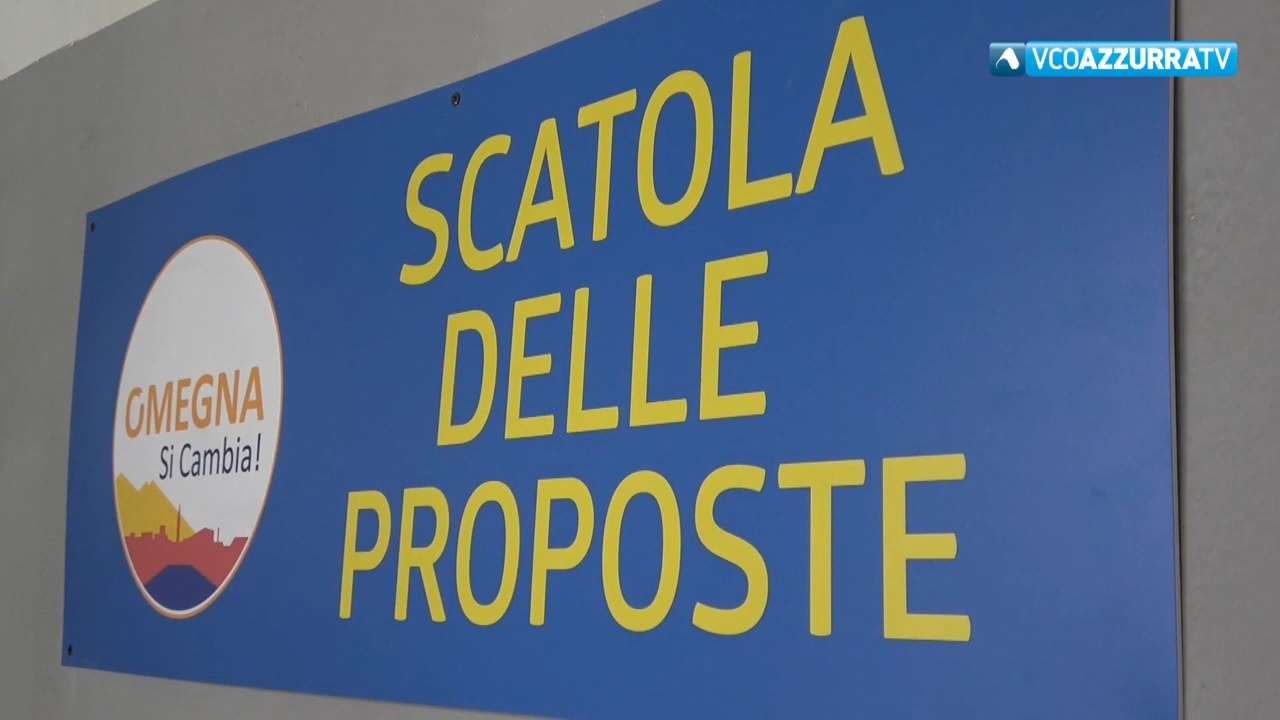 VCOAZZURRATV
SCATOLA
DELLE
PROPOSTE
OMEGNA
Si Cambia!